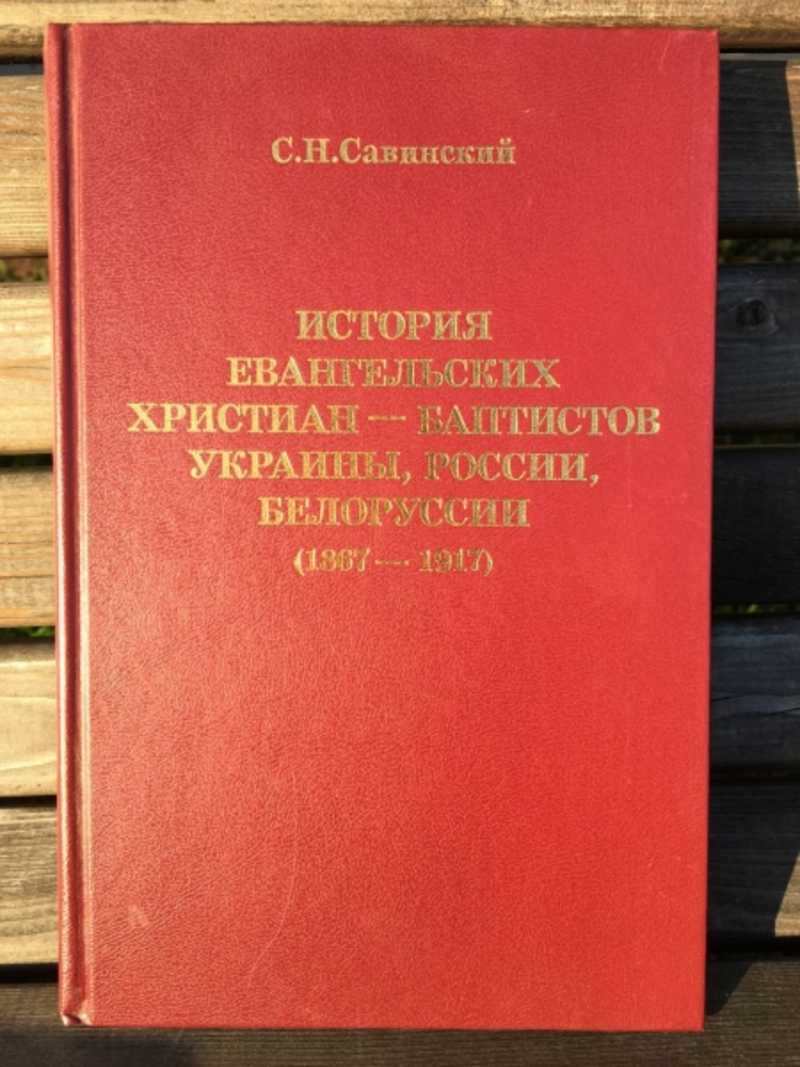 С.Н.Савинский
ИСТОРИЯ
ЕВАНГЕЛЬСКИХ
ХРИСТИАН — БАПТИСТОВ
УКРАИНЫ, РОССИИ,
БЕЛОРУССИИ
(1867 — 1917)